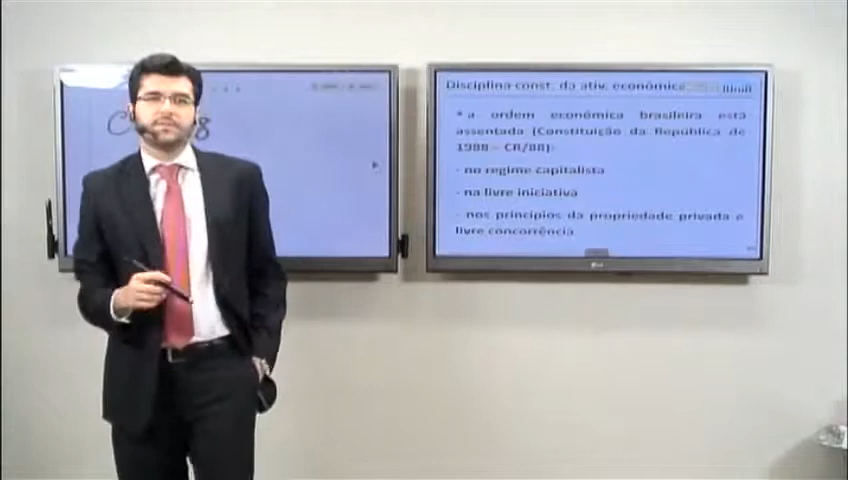 Disciplina const. da ativ. econômica
* a ordem econômica brasileira está
assentada (Constituição da República de
1988 – CR/88):
- no regime capitalista
- na livre iniciativa
- nos princípios da propriedade privada e
livre concorrência
LG